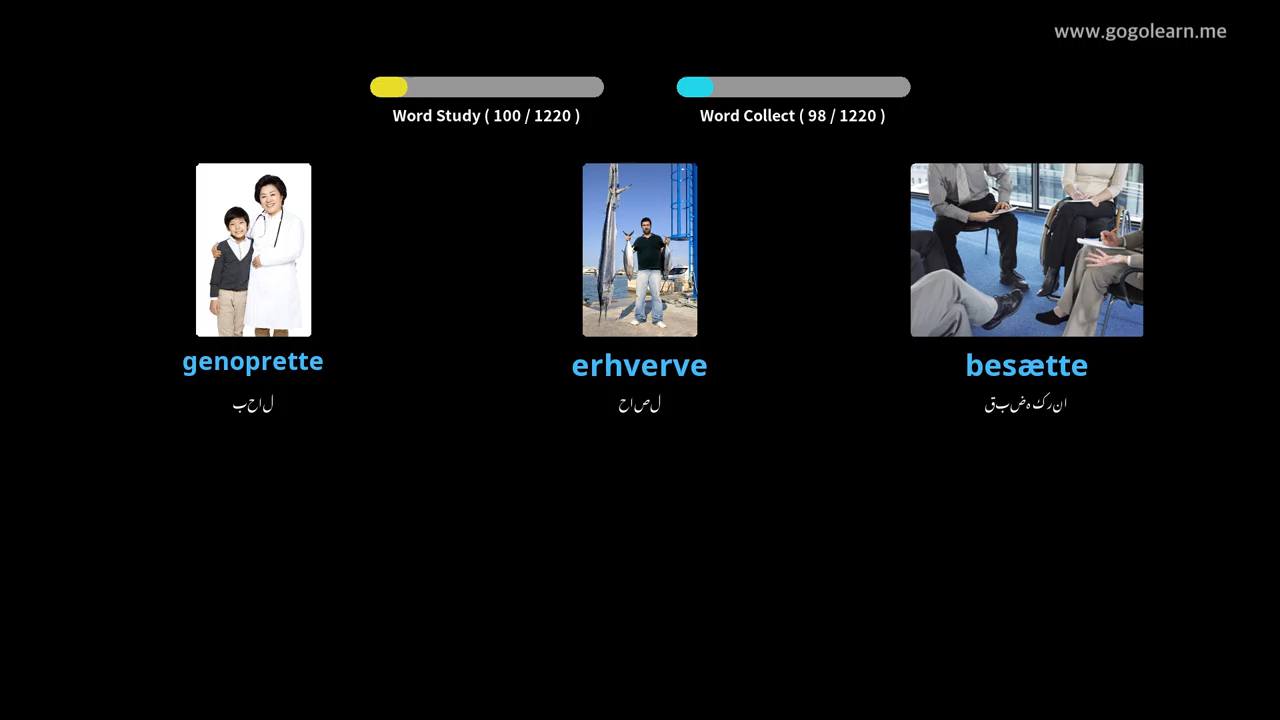 www.gogolearn.me
Word Study ( 100 / 1220 )
Word Collect ( 98 / 1220 )
genoprette
erhverve
besætte
بحال
حاصل
قبضہ کرنا